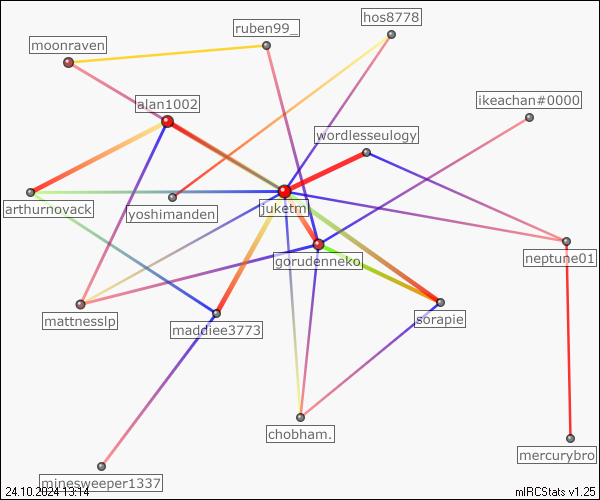 hos8778
ruben99_
moonraven
ikeachan#0000
alan1002
wordlesseulogy
arthurnovack
yoshimanden
juketml
gorudenneko
neptune01
mattnesslp
maddiee3773
sorapie
chobham.
mercurybro
minesweeper1337
24.10.2024 13:14
mIRCStats v1.25